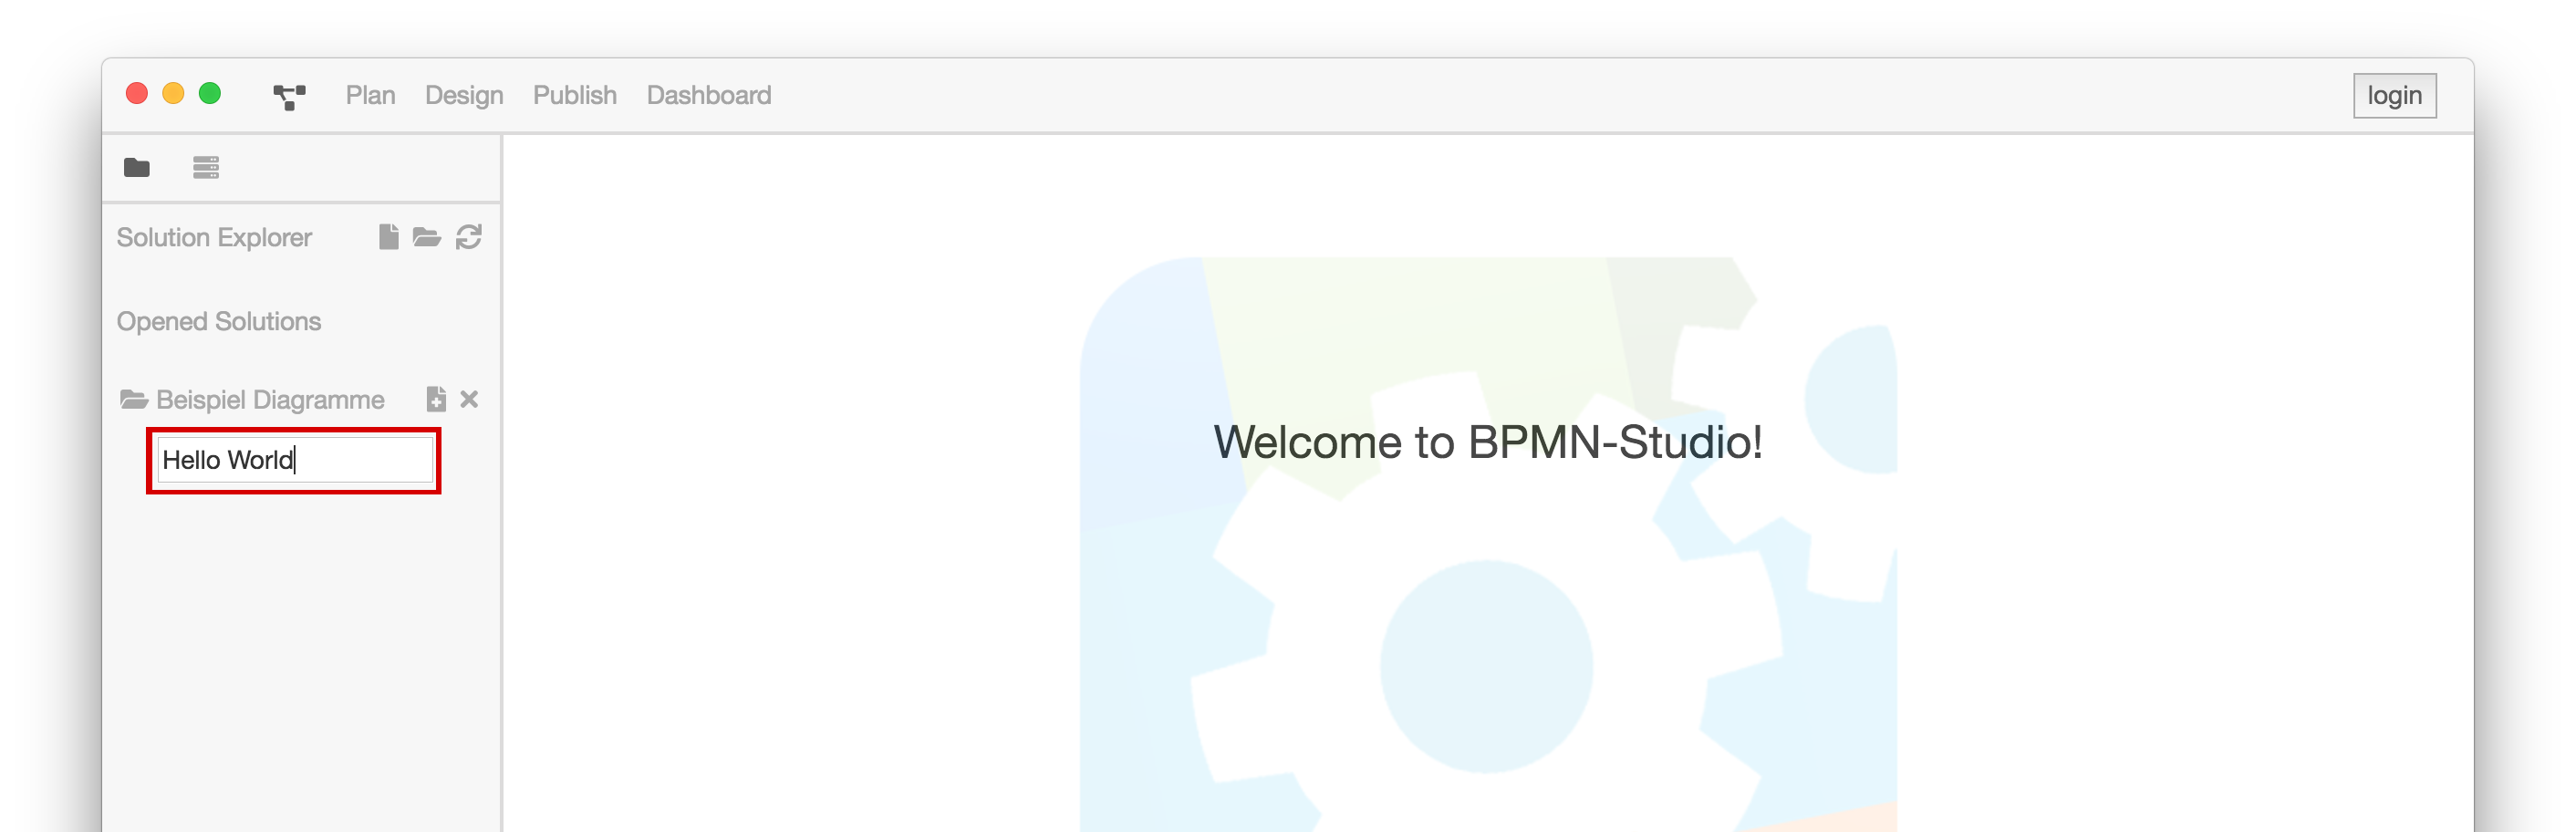 Plan Design Publish Dashboard login
Solution Explorer
Opened Solutions
Beispiel Diagramme
Hello World
Welcome to BPMN-Studio!